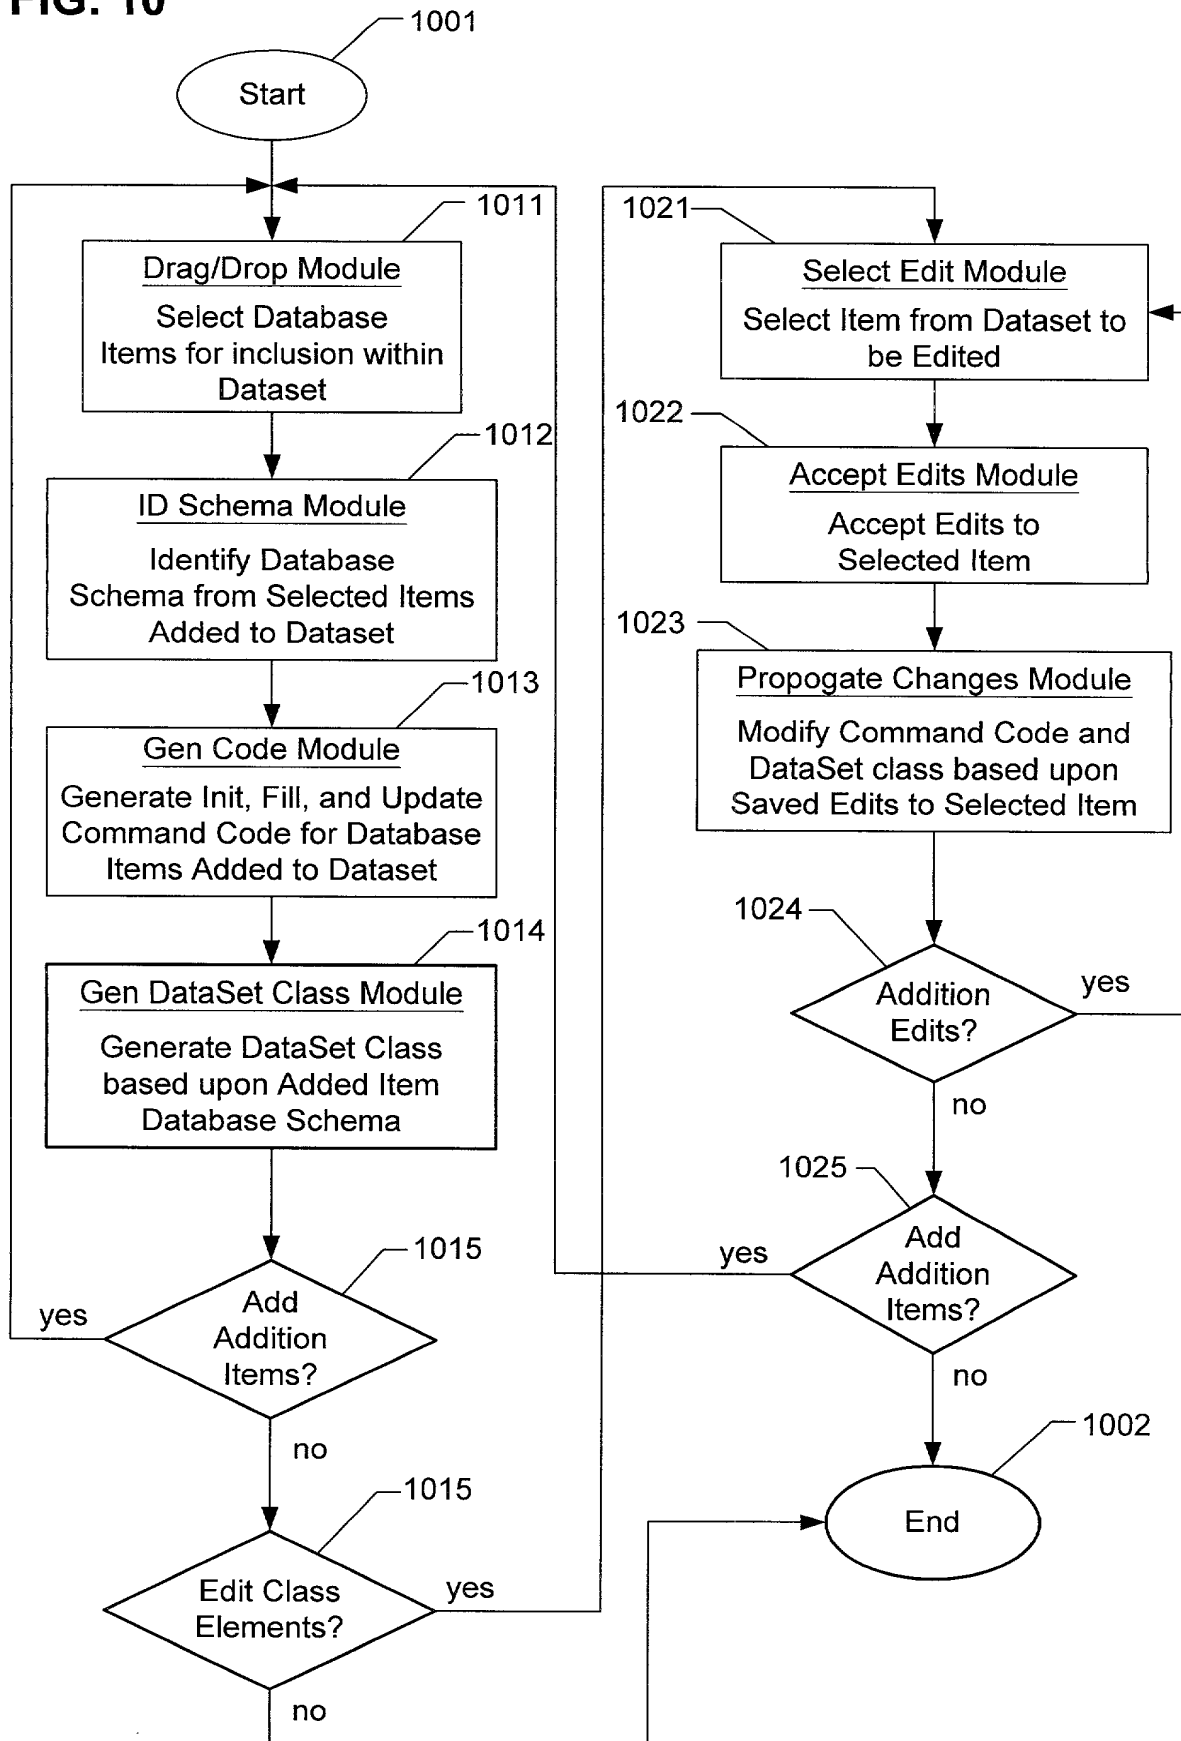 FIG. 10
1001
Start
1011
Drag/Drop Module
Select Database
Items for inclusion within
Dataset
1012
ID Schema Module
Identify Database
Schema from Selected Items
Added to Dataset
1013
Gen Code Module
Generate Init, Fill, and Update
Command Code for Database
Items Added to Dataset
1014
Gen DataSet Class Module
Generate DataSet Class
based upon Added Item
Database Schema
1015
Add
Addition
Items?
yes
no
1015
Edit Class
Elements?
yes
no
1021
Select Edit Module
Select Item from Dataset to
be Edited
1022
Accept Edits Module
Accept Edits to
Selected Item
1023
Propogate Changes Module
Modify Command Code and
DataSet class based upon
Saved Edits to Selected Item
1024
Addition
Edits?
yes
no
1025
Add
Addition
Items?
yes
no
1002
End